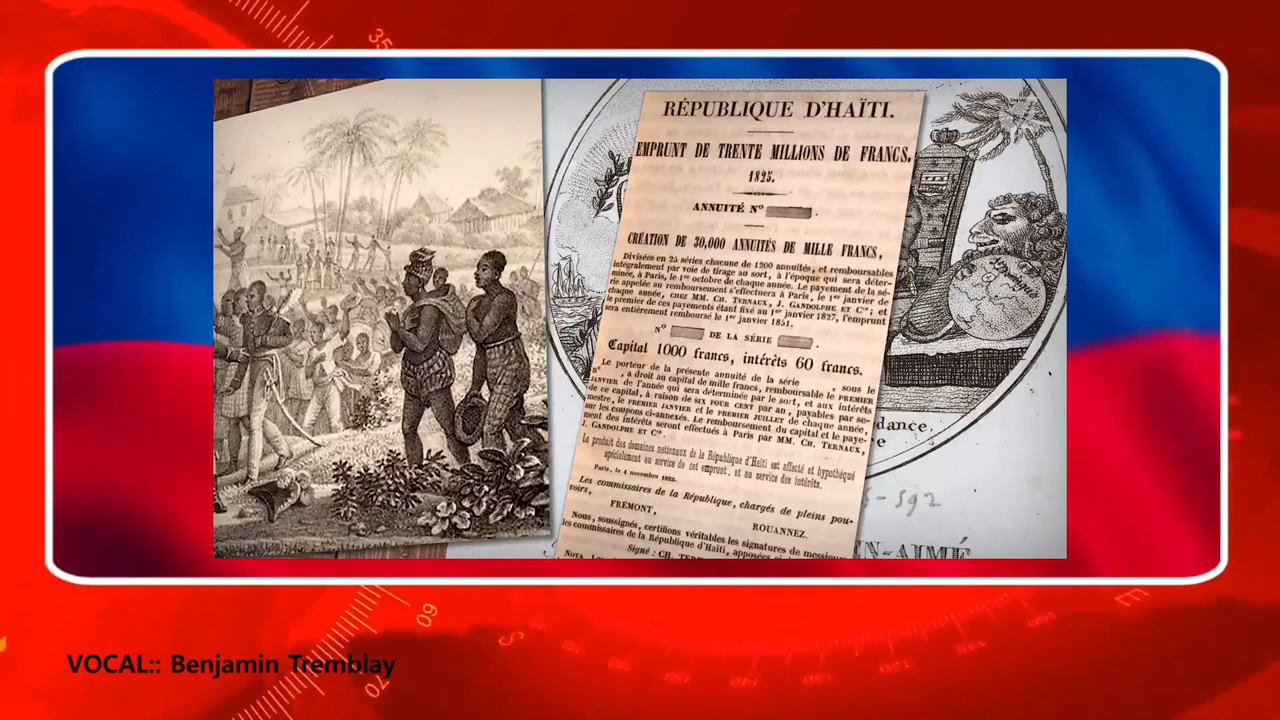 35
RÉPUBLIQUE D'HAÏTI.
EMPRUNT DE TRENTE MILLIONS DE FRANCS.
1825.
ANNUITÉ N°
CRÉATION DE 30,000 ANNUITÉS DE MILLE FRANCS,
Divisées en 25 séries chacune de 1200 annuités, et remboursables
intégralement par voie de tirage au sort, à l'époque qui sera déter-
minée, à Paris, le 1er octobre de chaque année. Le payement de la sé-
rie appelée au remboursement s'effectuera à Paris, le 1er janvier de
chaque année, CHEZ MM. CH. TERNAUX, J. GANDOLPHE ET Cie; et
le premier de ces payements étant fixé au 1er janvier 1827, l'emprunt
sera entièrement remboursé le 1er janvier 1851.
N° DE LA SÉRIE .
Capital 1000 francs, intérêts 60 francs.
Le porteur de la présente annuité de la série , sous le
n° , a droit au capital de mille francs, remboursable le PREMIER
JANVIER de l'année qui sera déterminée par le sort, et aux intérêts
de ce capital, à raison de SIX POUR CENT par an, payables par se-
mestre, le PREMIER JANVIER et le PREMIER JUILLET de chaque année,
sur les coupons ci-annexés. Le remboursement du capital et le paye-
ment des intérêts seront effectués à Paris par MM. CH. TERNAUX,
J. GANDOLPHE ET Cie.
Le produit des domaines nationaux de la République d'Haïti est affecté et hypothéqué
spécialement au service de cet emprunt, et au service des intérêts.
Paris, le 4 novembre 1825.
Les commissaires de la République, chargés de pleins pou-
voirs,
FRÉMONT,
ROUANNEZ.
Nous, soussignés, certifions véritables les signatures de messieu
les commissaires de la République d'Haïti, apposées
Signé : CH. TER
NOTA
dance.
e
-592
EN-AIMÉ
60
70
VOCAL:: Benjamin Tremblay